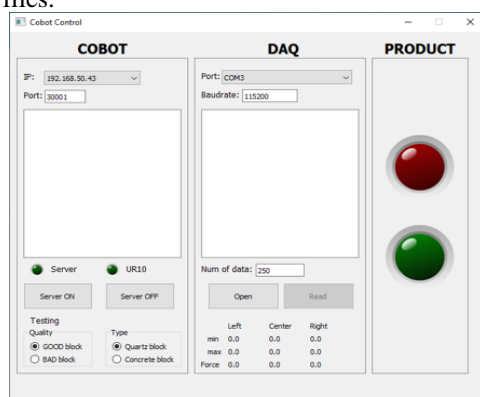 Cobot Control
COBOT
IP: 192.168.50.43
Port: 30001
Server UR10
Server ON Server OFF
Testing
Quality
GOOD block
BAD block
Type
Quartz block
Concrete block
DAQ
Port: COM3
Baudrate: 115200
Num of data: 250
Open Read
Left Center Right
min 0.0 0.0 0.0
max 0.0 0.0 0.0
Force 0.0 0.0 0.0
PRODUCT